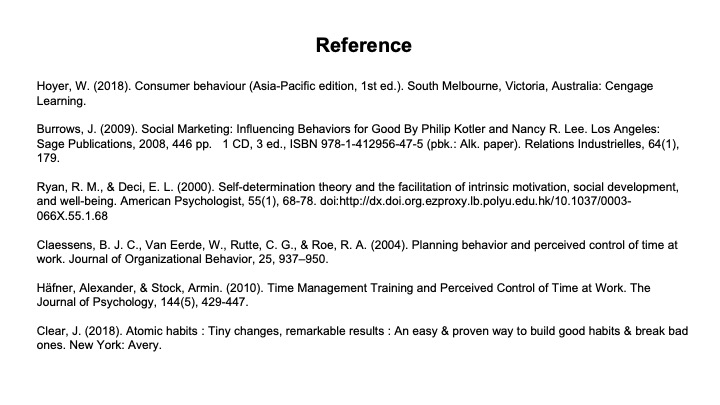 Reference
Hoyer, W. (2018). Consumer behaviour (Asia-Pacific edition, 1st ed.). South Melbourne, Victoria, Australia: Cengage
Learning.
Burrows, J. (2009). Social Marketing: Influencing Behaviors for Good By Philip Kotler and Nancy R. Lee. Los Angeles:
Sage Publications, 2008, 446 pp.   1 CD, 3 ed., ISBN 978-1-412956-47-5 (pbk.: Alk. paper). Relations Industrielles, 64(1),
179.
Ryan, R. M., & Deci, E. L. (2000). Self-determination theory and the facilitation of intrinsic motivation, social development,
and well-being. American Psychologist, 55(1), 68-78. doi:http://dx.doi.org.ezproxy.lb.polyu.edu.hk/10.1037/0003-
066X.55.1.68
Claessens, B. J. C., Van Eerde, W., Rutte, C. G., & Roe, R. A. (2004). Planning behavior and perceived control of time at
work. Journal of Organizational Behavior, 25, 937–950.
Häfner, Alexander, & Stock, Armin. (2010). Time Management Training and Perceived Control of Time at Work. The
Journal of Psychology, 144(5), 429-447.
Clear, J. (2018). Atomic habits : Tiny changes, remarkable results : An easy & proven way to build good habits & break bad
ones. New York: Avery.